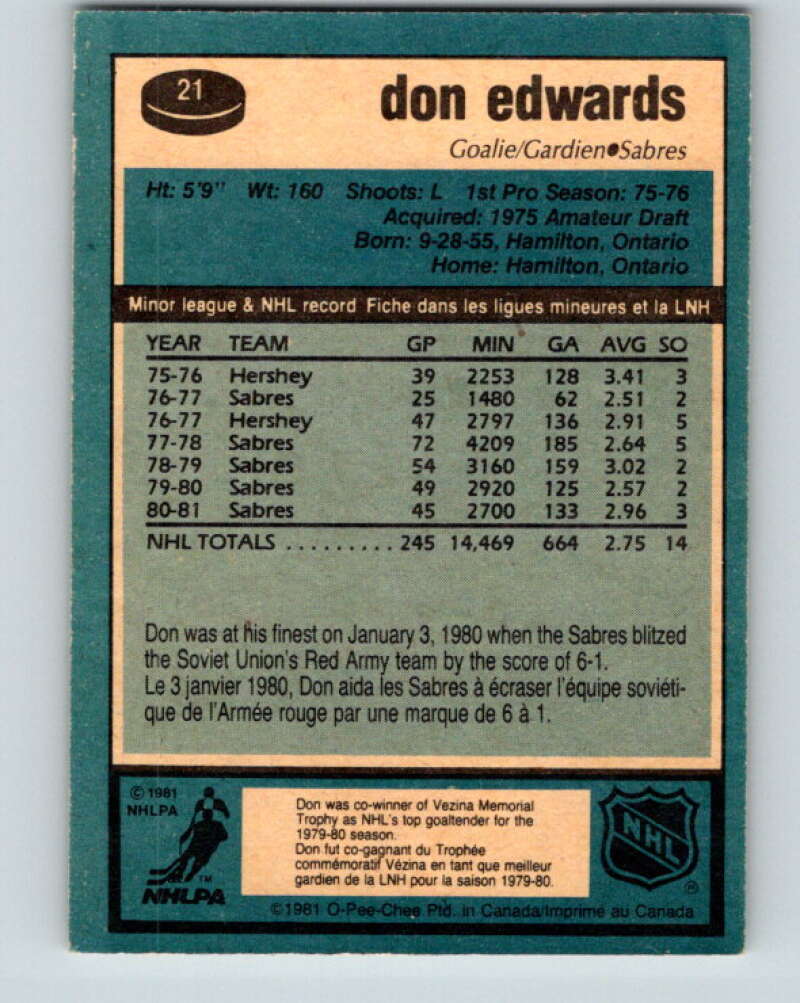 21
don edwards
Goalie/Gardien●Sabres
Ht: 5'9" Wt: 160 Shoots: L 1st Pro Season: 75-76
Acquired: 1975 Amateur Draft
Born: 9-28-55, Hamilton, Ontario
Home: Hamilton, Ontario
Minor league & NHL record Fiche dans les ligues mineures et la LNH
YEAR TEAM GP MIN GA AVG SO
75-76 Hershey 39 2253 128 3.41 3
76-77 Sabres 25 1480 62 2.51 2
76-77 Hershey 47 2797 136 2.91 5
77-78 Sabres 72 4209 185 2.64 5
78-79 Sabres 54 3160 159 3.02 2
79-80 Sabres 49 2920 125 2.57 2
80-81 Sabres 45 2700 133 2.96 3
NHL TOTALS ......... 245 14,469 664 2.75 14
Don was at his finest on January 3, 1980 when the Sabres blitzed
the Soviet Union's Red Army team by the score of 6-1.
Le 3 janvier 1980, Don aida les Sabres à écraser l'équipe soviéti-
que de l'Armée rouge par une marque de 6 à 1.
© 1981
NHLPA
TM
NHLPA
Don was co-winner of Vezina Memorial
Trophy as NHL's top goaltender for the
1979-80 season.
Don fut co-gagnant du Trophée
commémoratif Vézina en tant que meilleur
gardien de la LNH pour la saison 1979-80.
NHL
®
©1981 O-Pee-Chee Ptd. in Canada/Imprimé au Canada